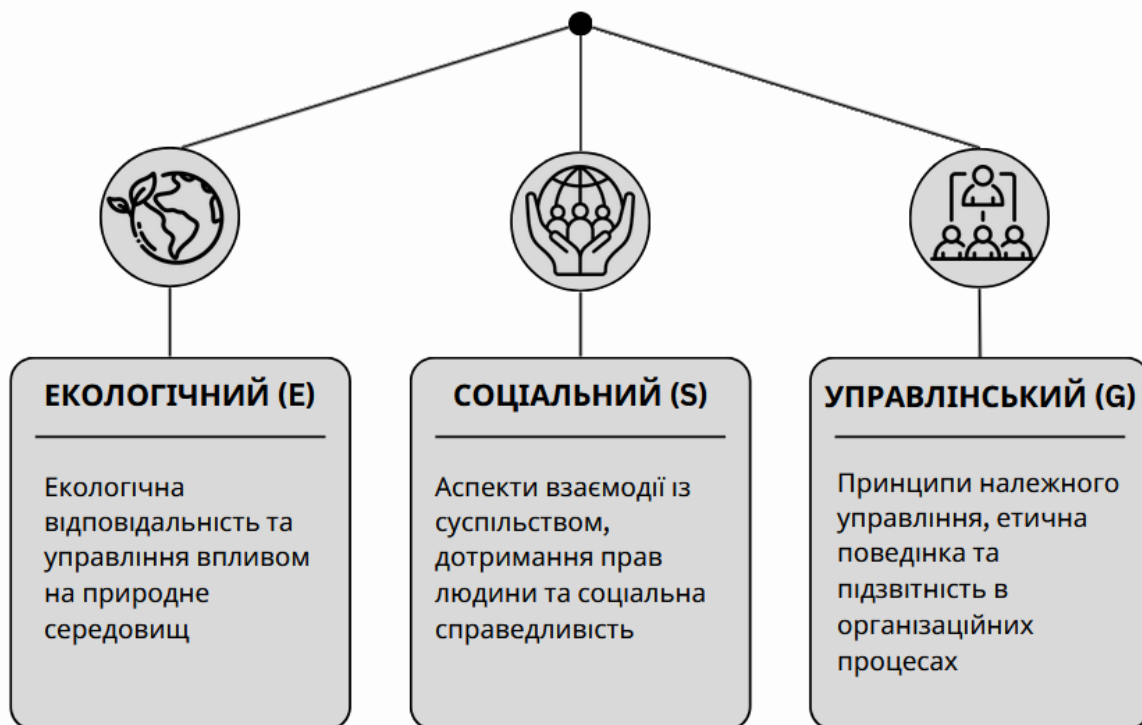 ЕКОЛОГІЧНИЙ (E)
Екологічна
відповідальність та
управління впливом
на природне
середовищ
СОЦІАЛЬНИЙ (S)
Аспекти взаємодії із
суспільством,
дотримання прав
людини та соціальна
справедливість
УПРАВЛІНСЬКИЙ (G)
Принципи належного
управління, етична
поведінка та
підзвітність в
організаційних
процесах